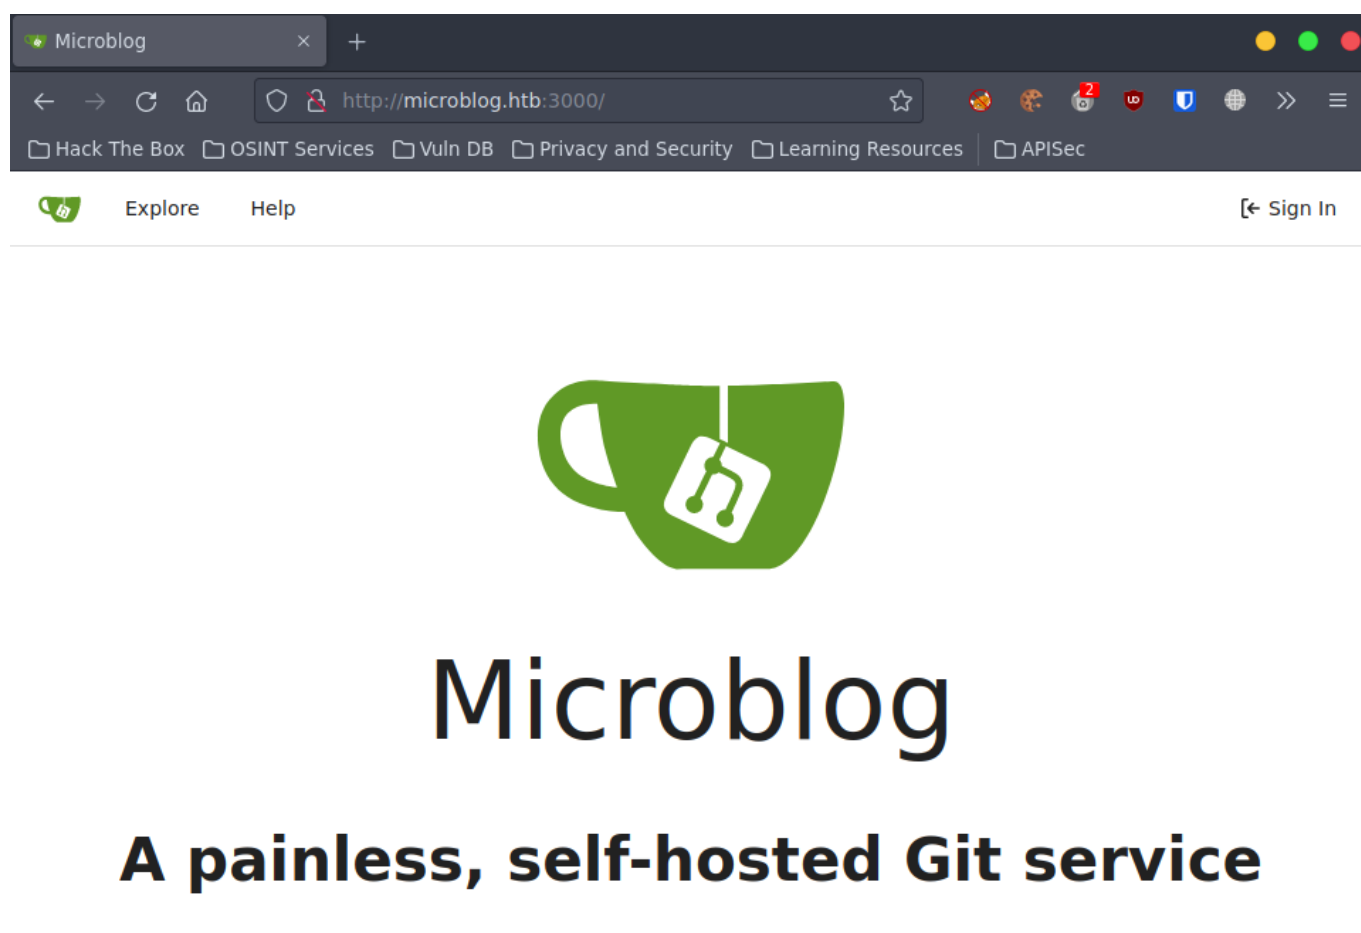 Microblog
http://microblog.htb:3000/
2
Hack The Box OSINT Services Vuln DB Privacy and Security Learning Resources APISec
Explore Help Sign In
Microblog
A painless, self-hosted Git service